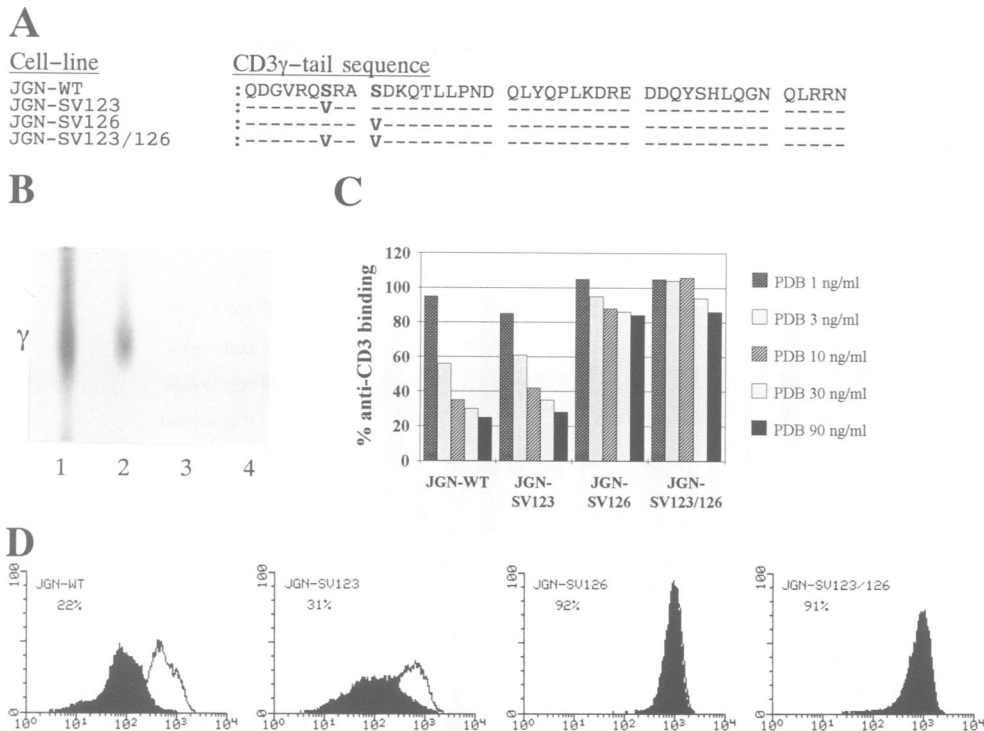 A
Cell-line CD3γ-tail sequence
JGN-WT :QDGVRQSRA SDKQTLLPND QLYQPLKDRE DDQYSHLQGN QLRRN
JGN-SV123 :------V-- ---------- ---------- ---------- -----
JGN-SV126 :--------- V--------- ---------- ---------- -----
JGN-SV123/126 :------V-- V--------- ---------- ---------- -----
B
γ
1 2 3 4
C
% anti-CD3 binding
120
100
80
60
40
20
0
JGN-WT
JGN-SV123
JGN-SV126
JGN-SV123/126
PDB 1 ng/ml
PDB 3 ng/ml
PDB 10 ng/ml
PDB 30 ng/ml
PDB 90 ng/ml
D
100
0
JGN-WT
22%
10⁰ 10¹ 10² 10³ 10⁴
100
0
JGN-SV123
31%
10⁰ 10¹ 10² 10³ 10⁴
100
0
JGN-SV126
92%
10⁰ 10¹ 10² 10³ 10⁴
100
0
JGN-SV123/126
91%
10⁰ 10¹ 10² 10³ 10⁴